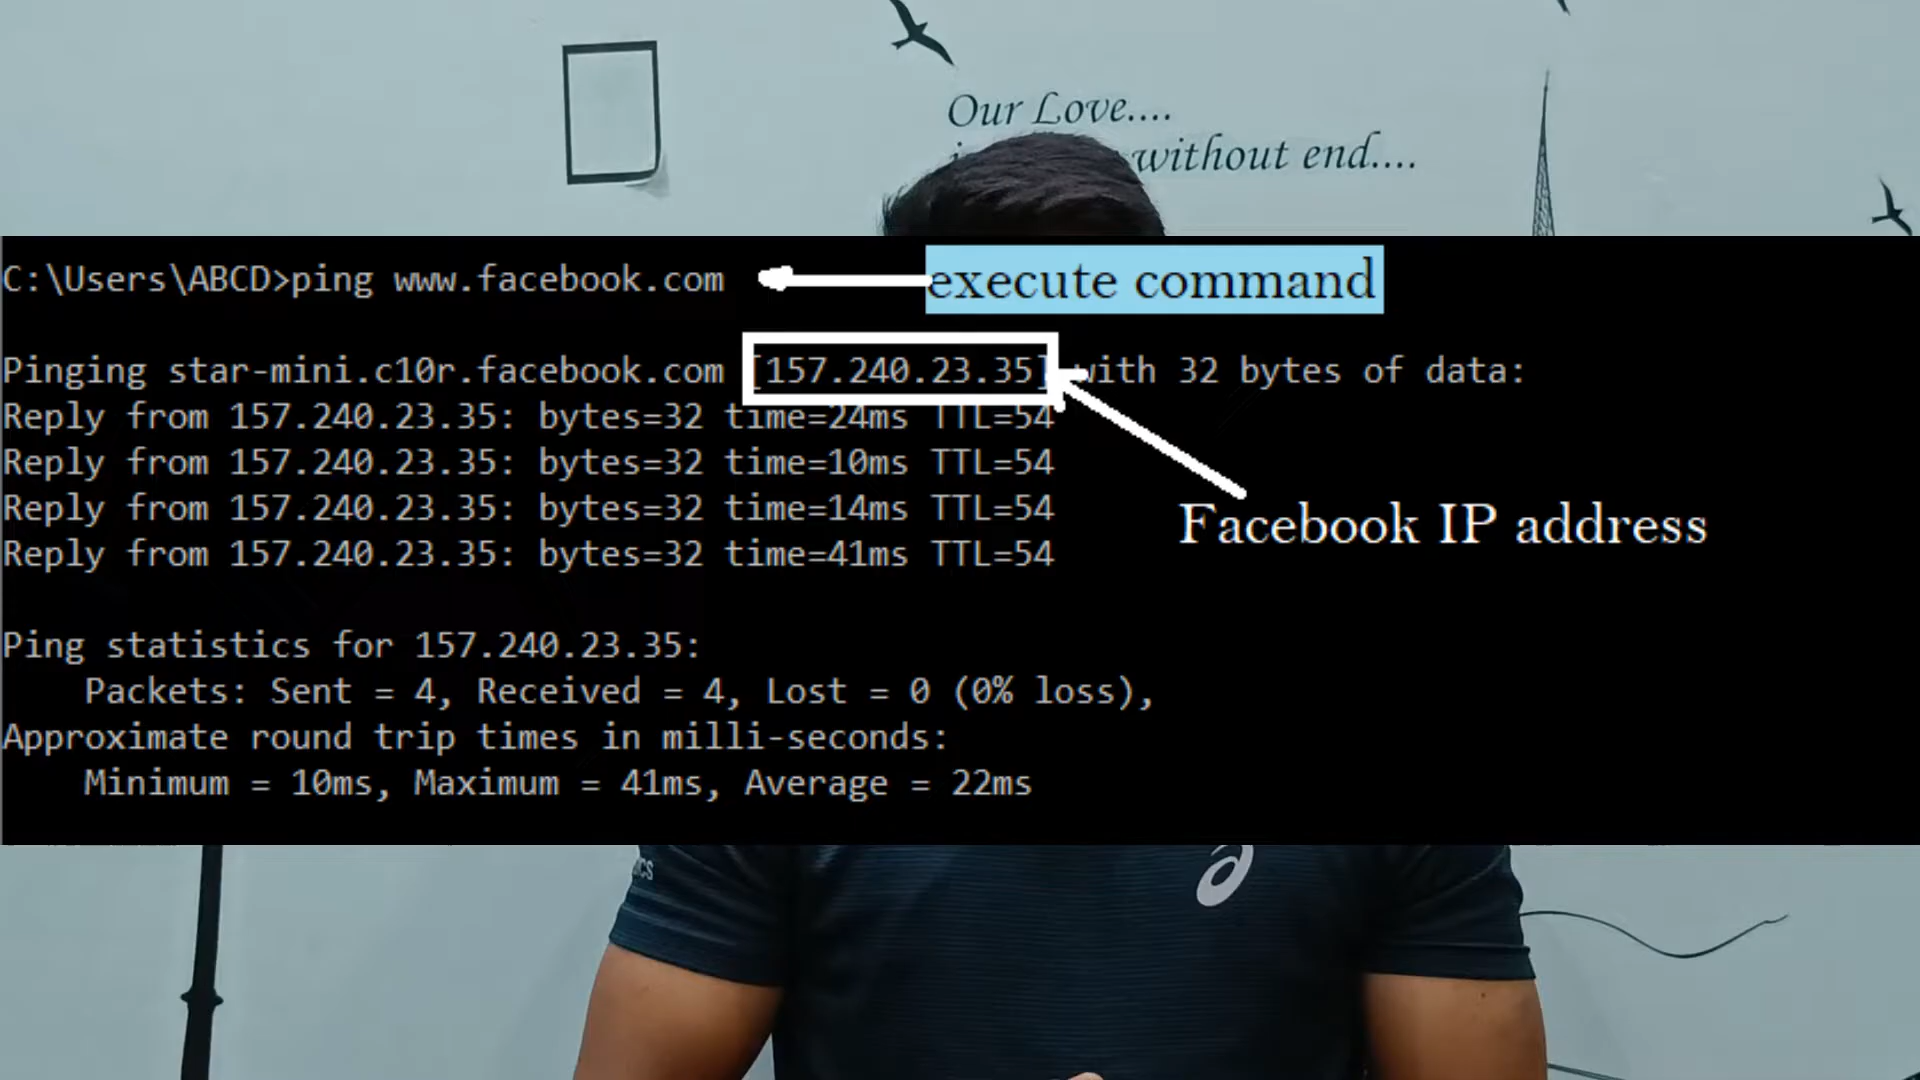 Our Love....
without end....
C:\Users\ABCD>ping www.facebook.com
execute command
Pinging star-mini.c10r.facebook.com [157.240.23.35] with 32 bytes of data:
Reply from 157.240.23.35: bytes=32 time=24ms TTL=54
Reply from 157.240.23.35: bytes=32 time=10ms TTL=54
Reply from 157.240.23.35: bytes=32 time=14ms TTL=54
Reply from 157.240.23.35: bytes=32 time=41ms TTL=54
Facebook IP address
Ping statistics for 157.240.23.35:
Packets: Sent = 4, Received = 4, Lost = 0 (0% loss),
Approximate round trip times in milli-seconds:
Minimum = 10ms, Maximum = 41ms, Average = 22ms